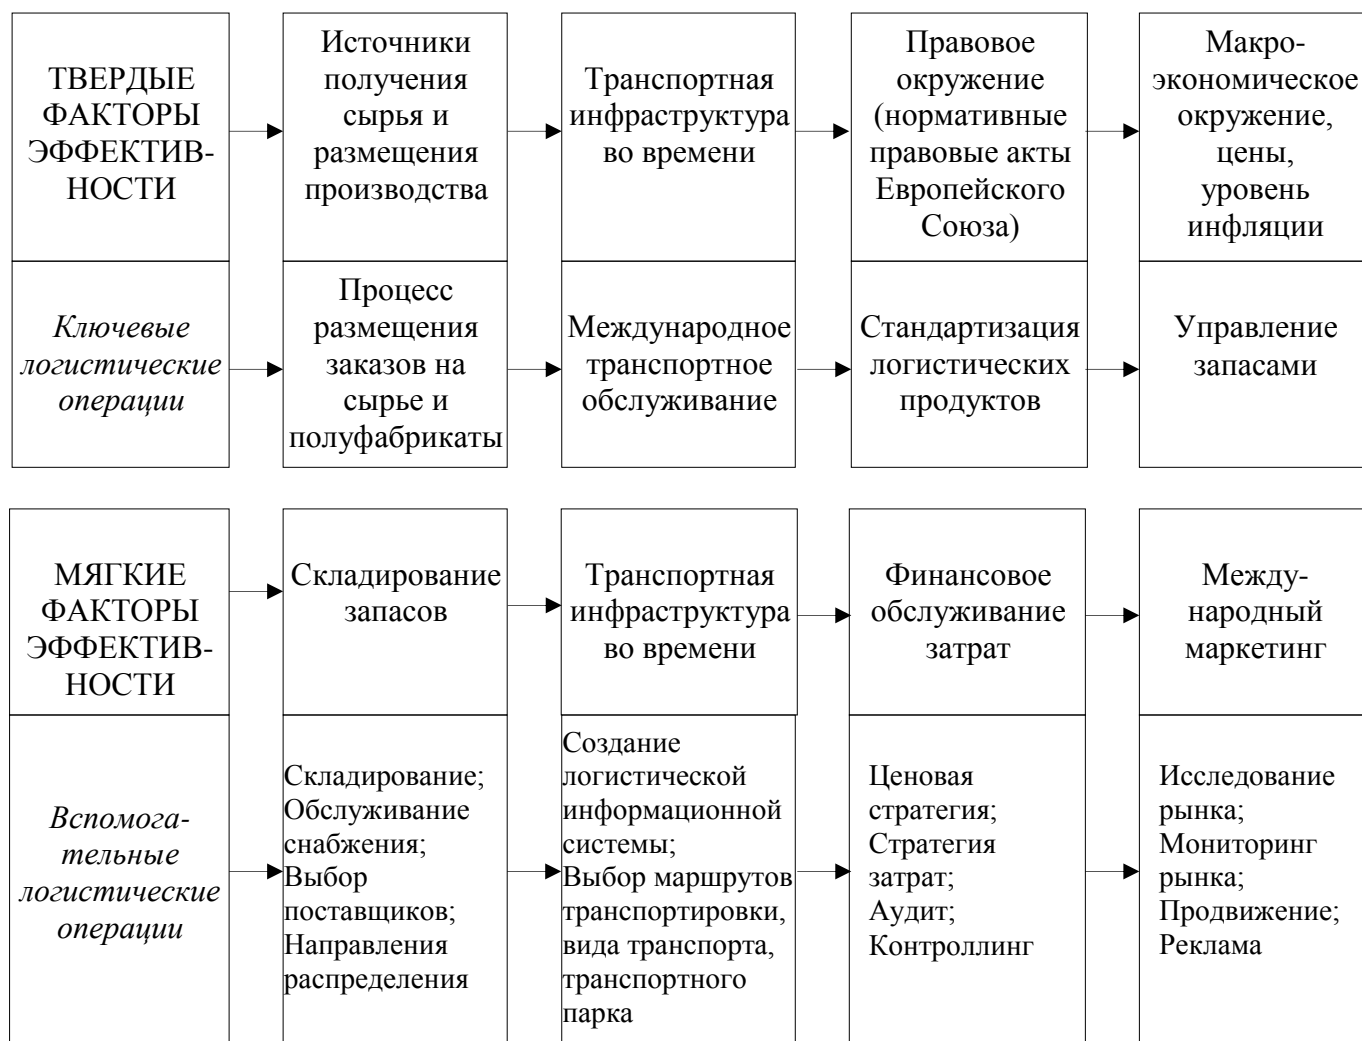 ТВЕРДЫЕ
ФАКТОРЫ
ЭФФЕКТИВ-
НОСТИ
Источники
получения
сырья и
размещения
производства
Транспортная
инфраструктура
во времени
Правовое
окружение
(нормативные
правовые акты
Европейского
Союза)
Макро-
экономическое
окружение,
цены,
уровень
инфляции
Ключевые
логистические
операции
Процесс
размещения
заказов на
сырье и
полуфабрикаты
Международное
транспортное
обслуживание
Стандартизация
логистических
продуктов
Управление
запасами
МЯГКИЕ
ФАКТОРЫ
ЭФФЕКТИВ-
НОСТИ
Складирование
запасов
Транспортная
инфраструктура
во времени
Финансовое
обслуживание
затрат
Между-
народный
маркетинг
Вспомога-
тельные
логистические
операции
Складирование;
Обслуживание
снабжения;
Выбор
поставщиков;
Направления
распределения
Создание
логистической
информационной
системы;
Выбор маршрутов
транспортировки,
вида транспорта,
транспортного
парка
Ценовая
стратегия;
Стратегия
затрат;
Аудит;
Контроллинг
Исследование
рынка;
Мониторинг
рынка;
Продвижение;
Реклама